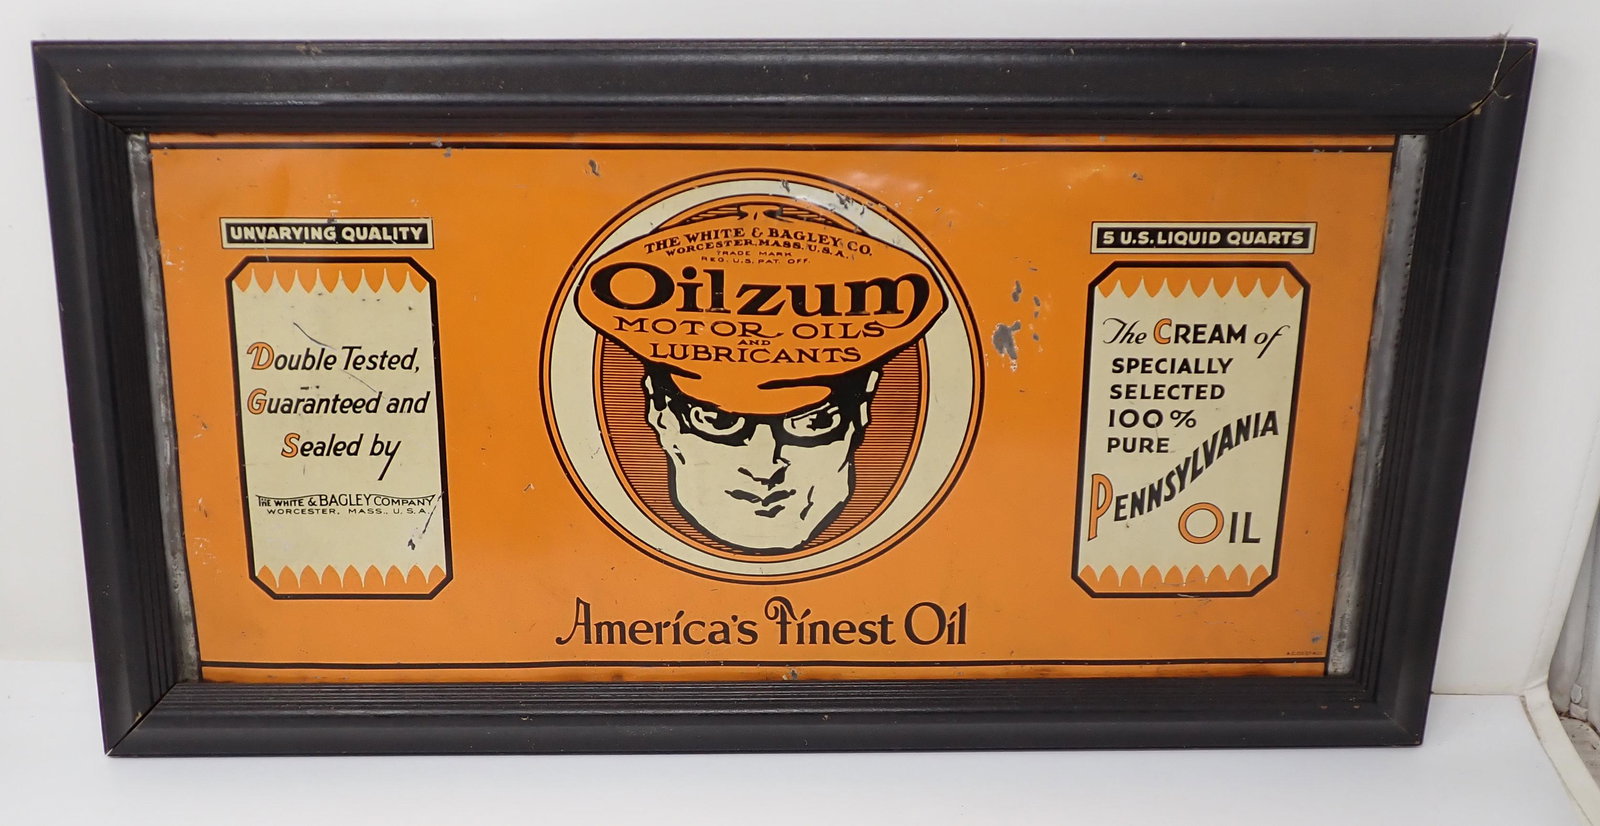 UNVARYING QUALITY
Double Tested,
Guaranteed and
Sealed by
THE WHITE & BAGLEY COMPANY
WORCESTER, MASS., U.S.A.
THE WHITE & BAGLEY CO.
WORCESTER, MASS. U.S.A.
TRADE MARK
REG. U.S. PAT. OFF.
Oilzum
MOTOR OILS
AND
LUBRICANTS
America's Finest Oil
5 U.S. LIQUID QUARTS
The CREAM of
SPECIALLY
SELECTED
100%
PURE
PENNSYLVANIA
OIL